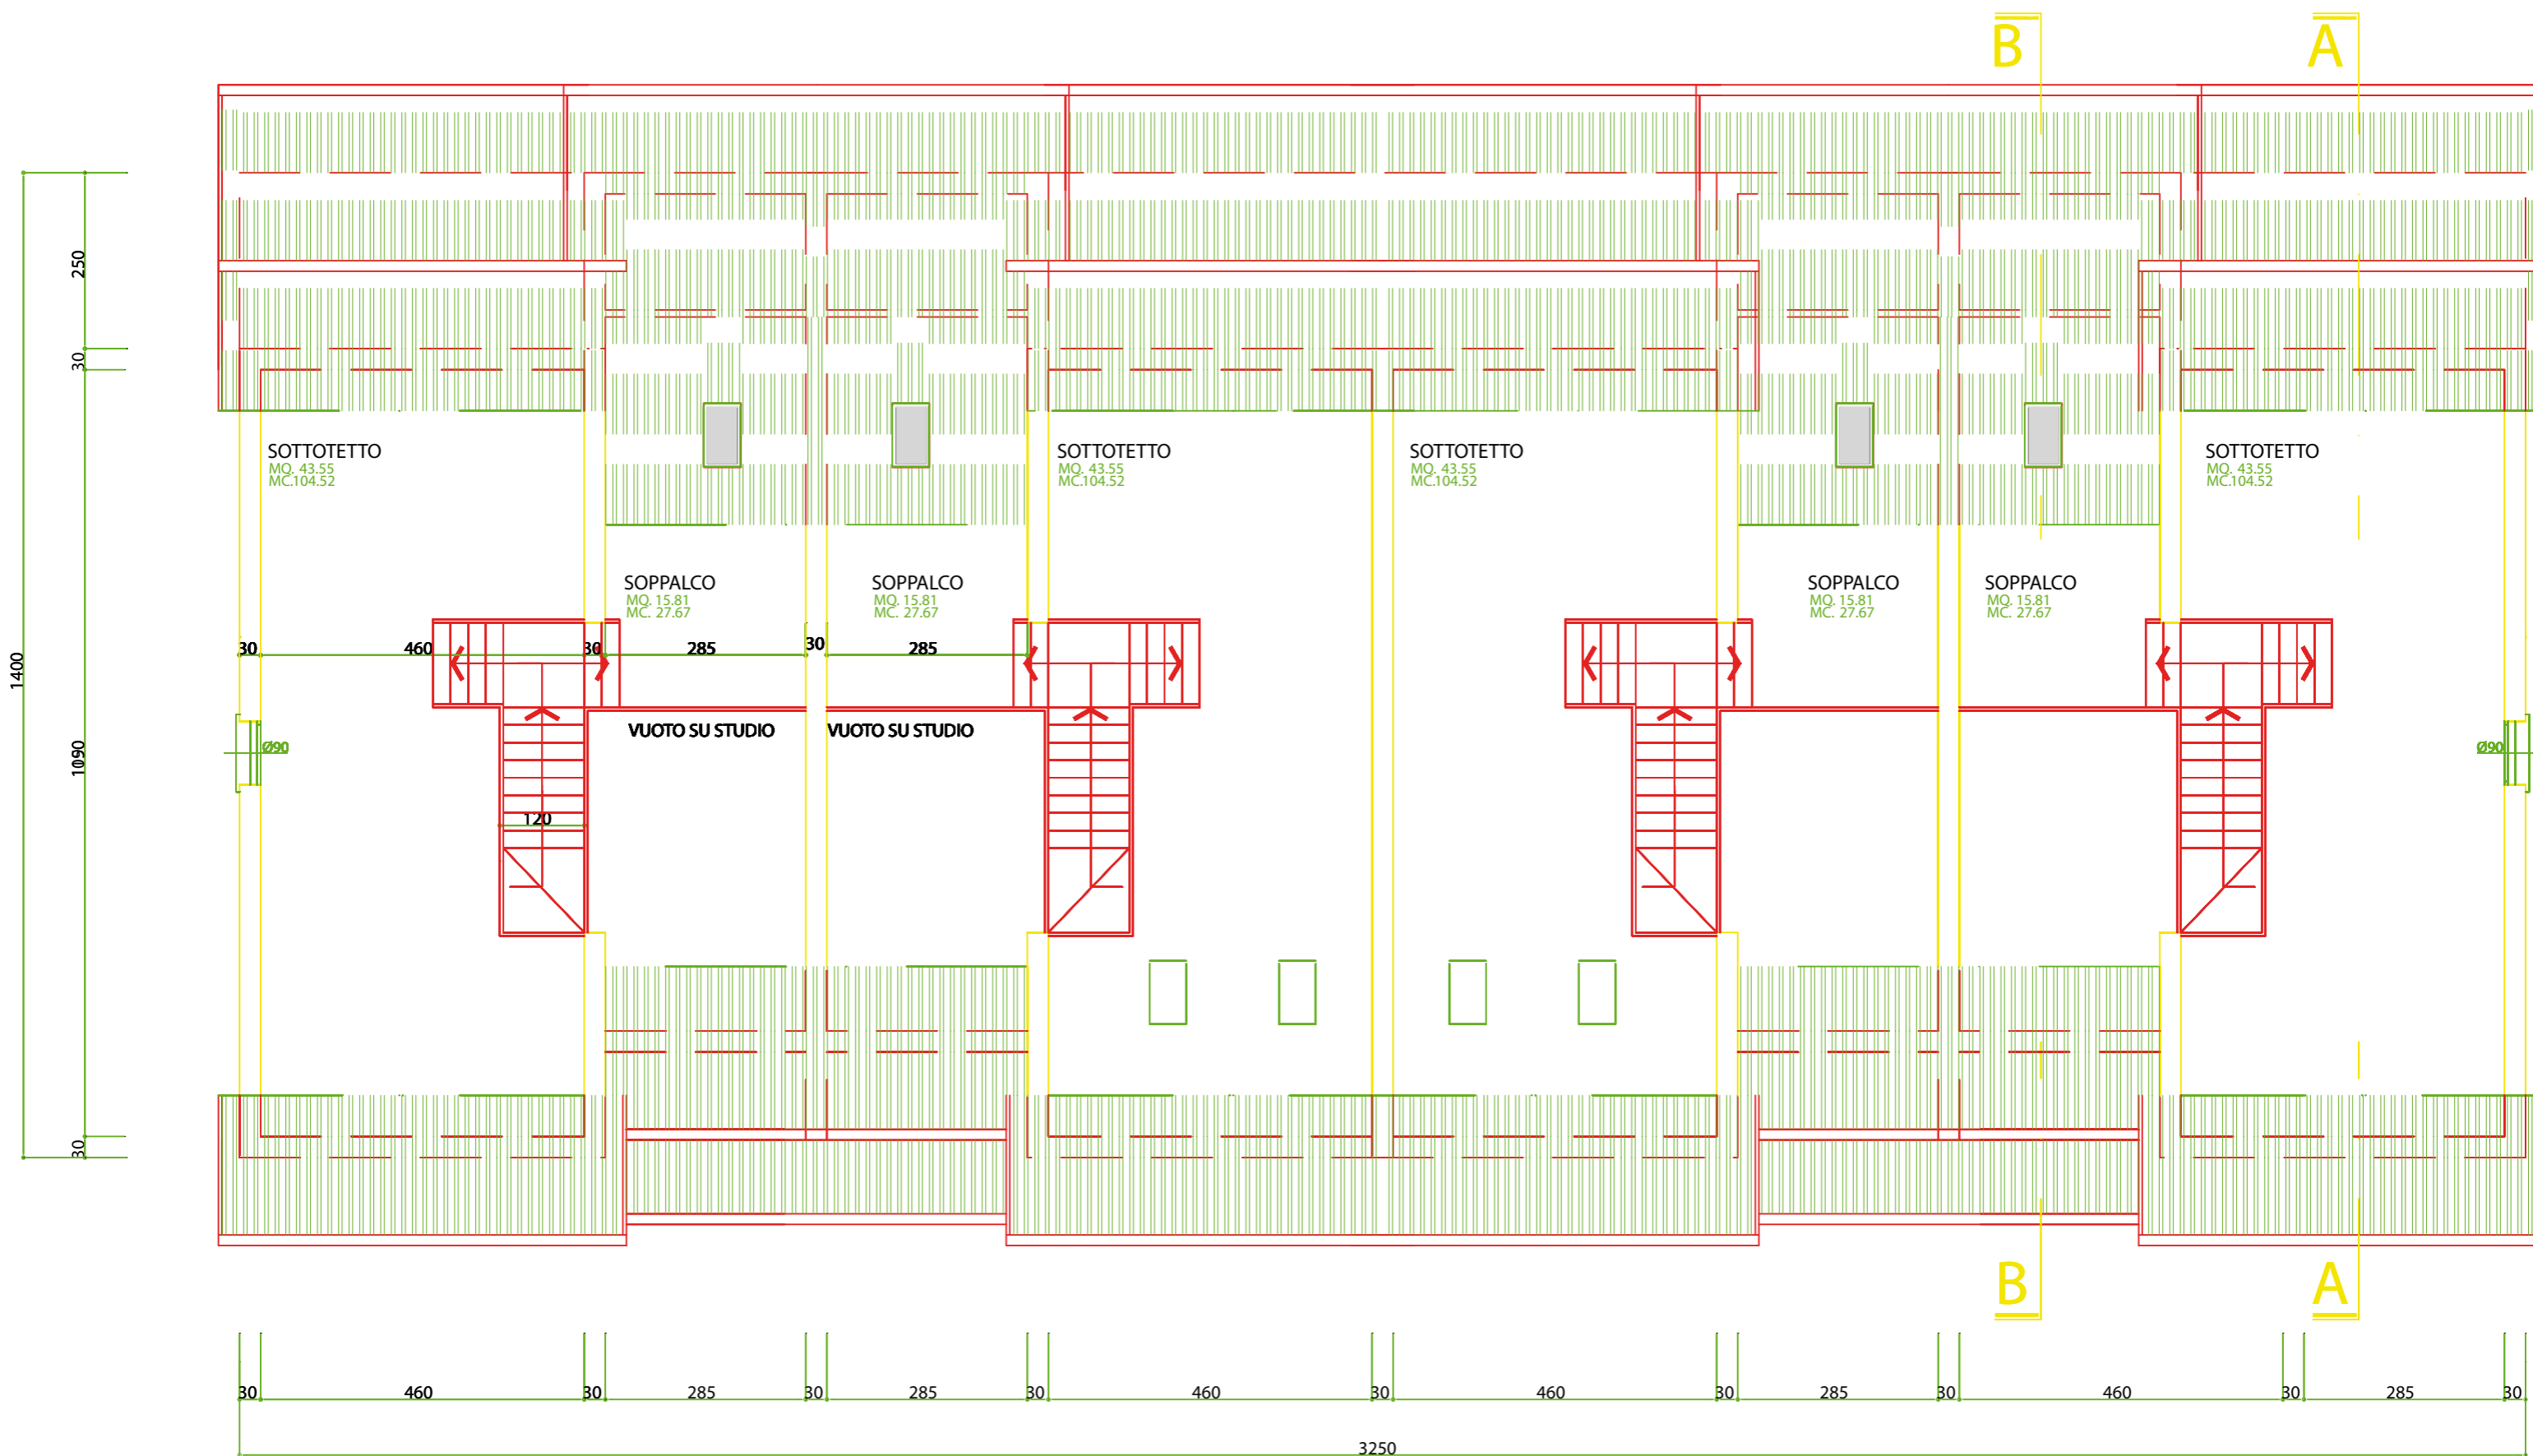 B
A
250
30
1400
1090
30
SOTTOTETTO
MQ. 43.55
MC.104.52
SOTTOTETTO
MQ. 43.55
MC.104.52
SOTTOTETTO
MQ. 43.55
MC.104.52
SOTTOTETTO
MQ. 43.55
MC.104.52
SOPPALCO
MQ. 15.81
MC. 27.67
SOPPALCO
MQ. 15.81
MC. 27.67
SOPPALCO
MQ. 15.81
MC. 27.67
SOPPALCO
MQ. 15.81
MC. 27.67
30 460 30 285 30 285
VUOTO SU STUDIO
VUOTO SU STUDIO
Ø90
Ø90
120
B
A
30 460 30 285 30 285 30 460 30 460 30 285 30 460 30 285 30
3250